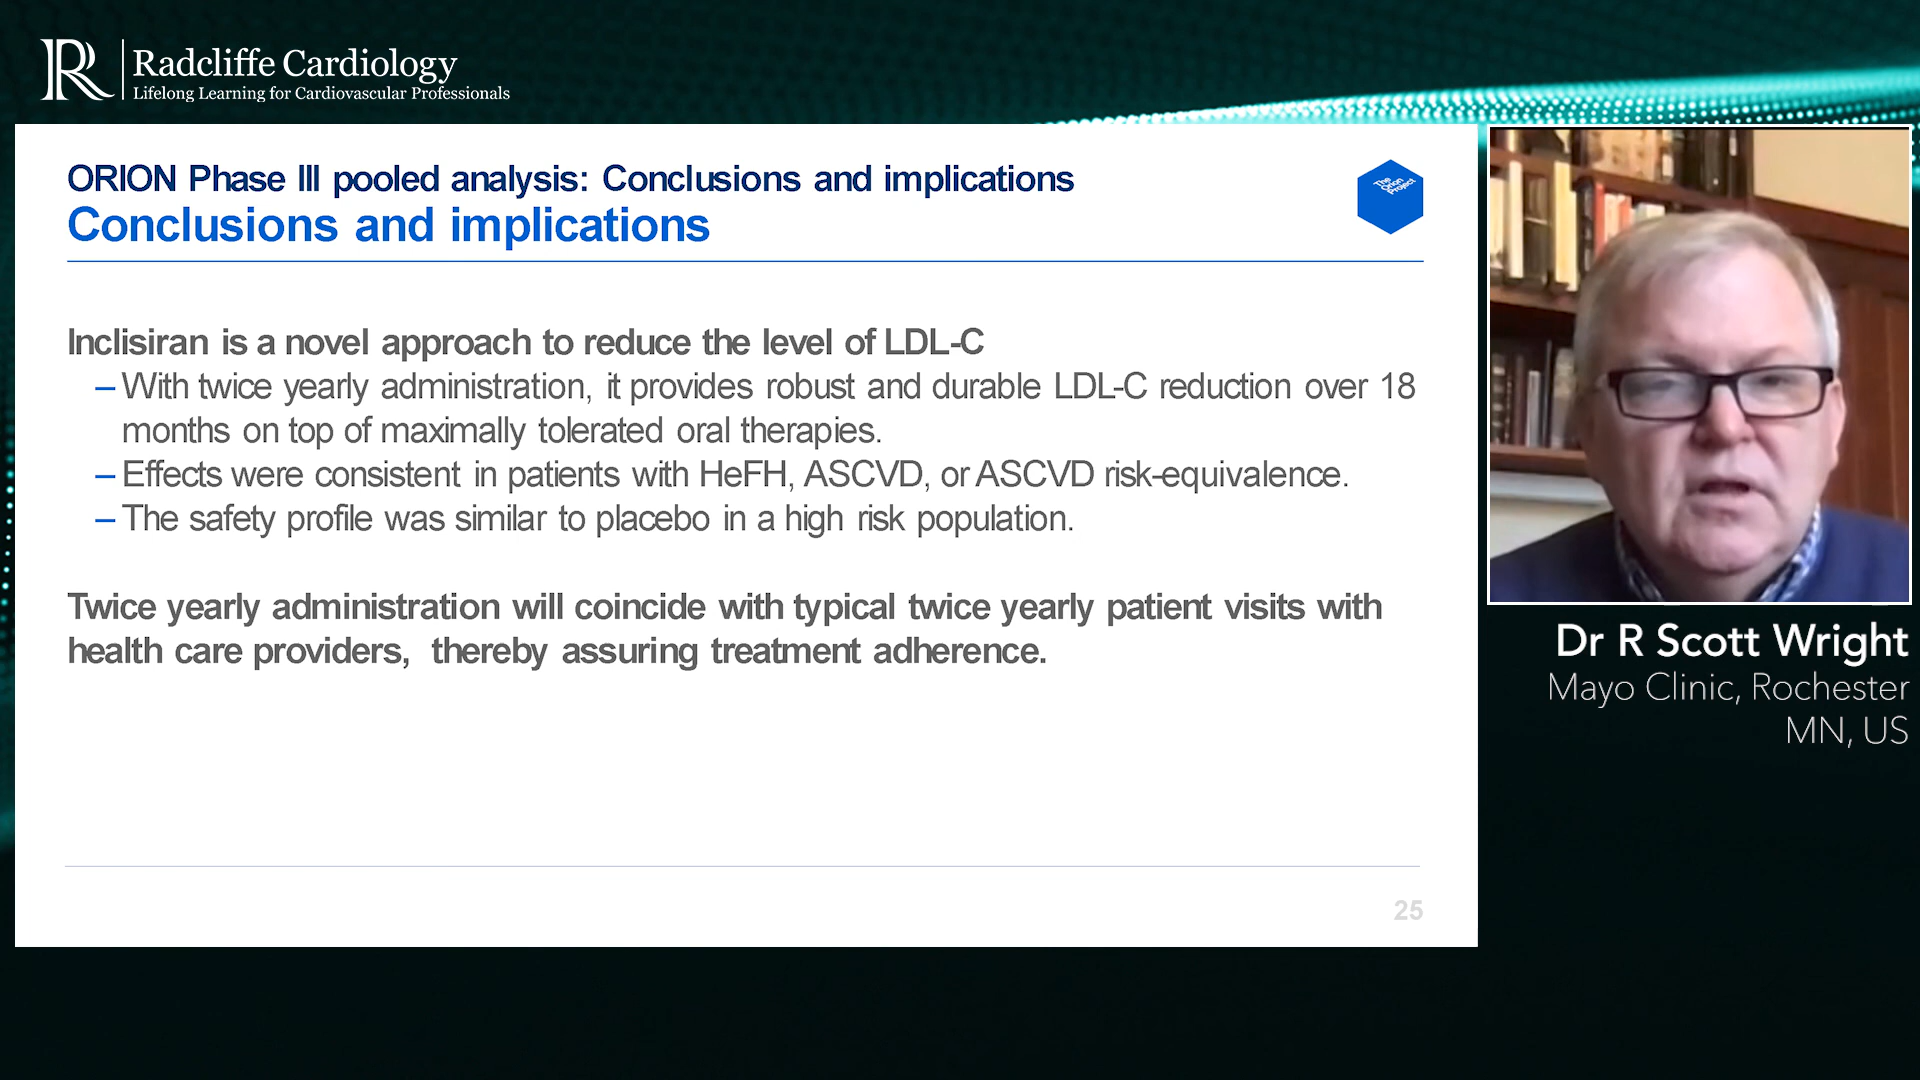 R Radcliffe Cardiology
Lifelong Learning for Cardiovascular Professionals
ORION Phase III pooled analysis: Conclusions and implications
Conclusions and implications
The
Orion
Project
Inclisiran is a novel approach to reduce the level of LDL-C
– With twice yearly administration, it provides robust and durable LDL-C reduction over 18
months on top of maximally tolerated oral therapies.
– Effects were consistent in patients with HeFH, ASCVD, or ASCVD risk-equivalence.
– The safety profile was similar to placebo in a high risk population.
Twice yearly administration will coincide with typical twice yearly patient visits with
health care providers, thereby assuring treatment adherence.
25
Dr R Scott Wright
Mayo Clinic, Rochester
MN, US